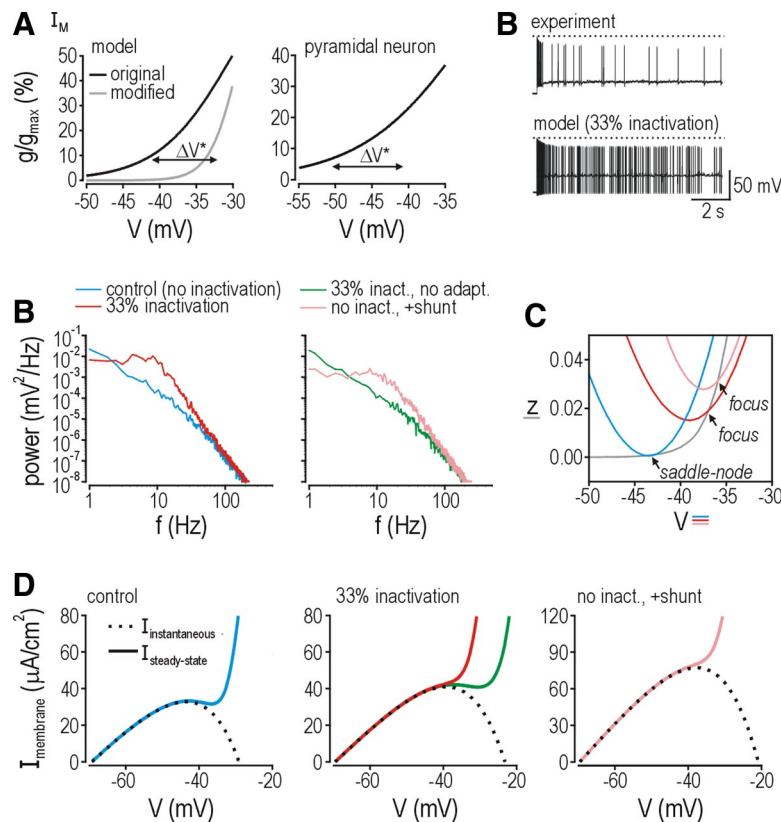 A
I_M
model
original
modified
g/g_max (%)
50
40
30
20
10
0
ΔV*
-50
-45
-40
-35
-30
V (mV)
pyramidal neuron
40
30
20
10
0
ΔV*
-55
-50
-45
-40
-35
V (mV)
B
experiment
model (33% inactivation)
50 mV
2 s
B
control (no inactivation)
33% inactivation
33% inact., no adapt.
no inact., +shunt
power (mV²/Hz)
10⁻¹
10⁻²
10⁻³
10⁻⁴
10⁻⁵
10⁻⁶
10⁻⁷
10⁻⁸
1
10
100
f (Hz)
1
10
100
f (Hz)
C
z
0.04
0.02
0.00
focus
focus
saddle-node
-50
-45
-40
-35
-30
V
D
control
I_membrane (μA/cm²)
80
60
40
20
0
I_instantaneous
I_steady-state
-60
-40
-20
V (mV)
33% inactivation
80
60
40
20
0
-60
-40
-20
V (mV)
no inact., +shunt
120
90
60
30
0
-60
-40
-20
V (mV)